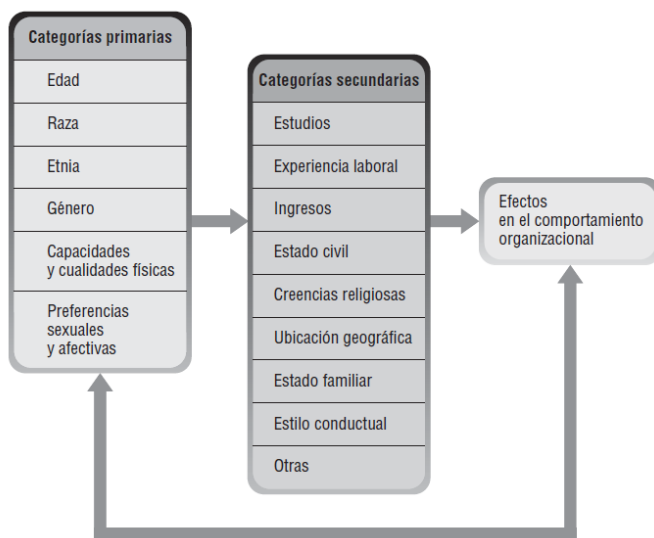 Categorías primarias
Edad
Raza
Etnia
Género
Capacidades
y cualidades físicas
Preferencias
sexuales
y afectivas
Categorías secundarias
Estudios
Experiencia laboral
Ingresos
Estado civil
Creencias religiosas
Ubicación geográfica
Estado familiar
Estilo conductual
Otras
Efectos
en el comportamiento
organizacional